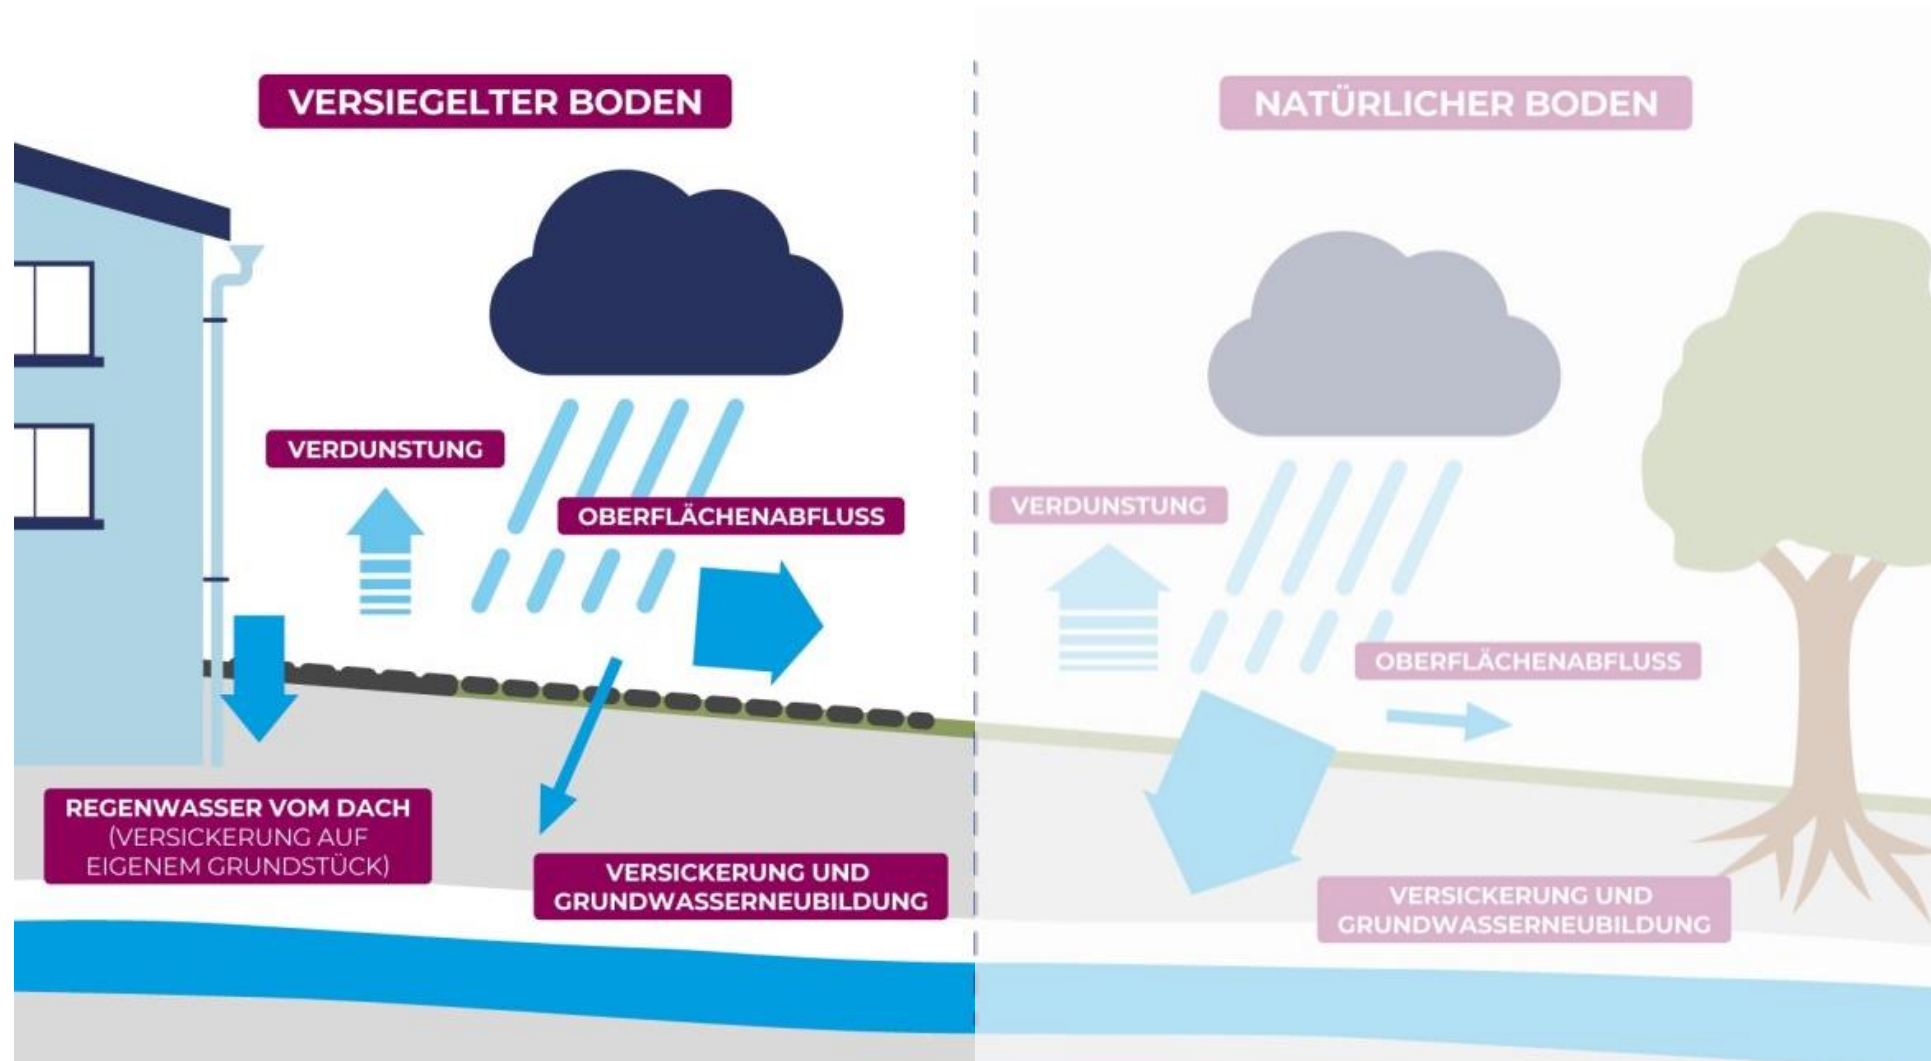 VERSIEGELTER BODEN
VERDUNSTUNG
OBERFLÄCHENABFLUSS
REGENWASSER VOM DACH
(VERSICKERUNG AUF
EIGENEM GRUNDSTÜCK)
VERSICKERUNG UND
GRUNDWASSERNEUBILDUNG
NATÜRLICHER BODEN
VERDUNSTUNG
OBERFLÄCHENABFLUSS
VERSICKERUNG UND
GRUNDWASSERNEUBILDUNG